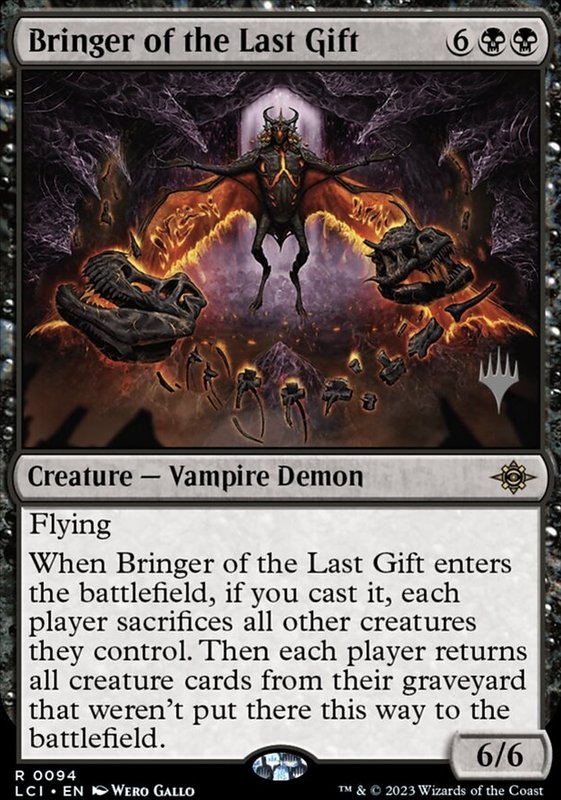 Bringer of the Last Gift 6
Creature — Vampire Demon
Flying
When Bringer of the Last Gift enters
the battlefield, if you cast it, each
player sacrifices all other creatures
they control. Then each player returns
all creature cards from their graveyard
that weren't put there this way to the
battlefield.
6/6
R 0094
LCI • EN Wero Gallo
™ & © 2023 Wizards of the Coast